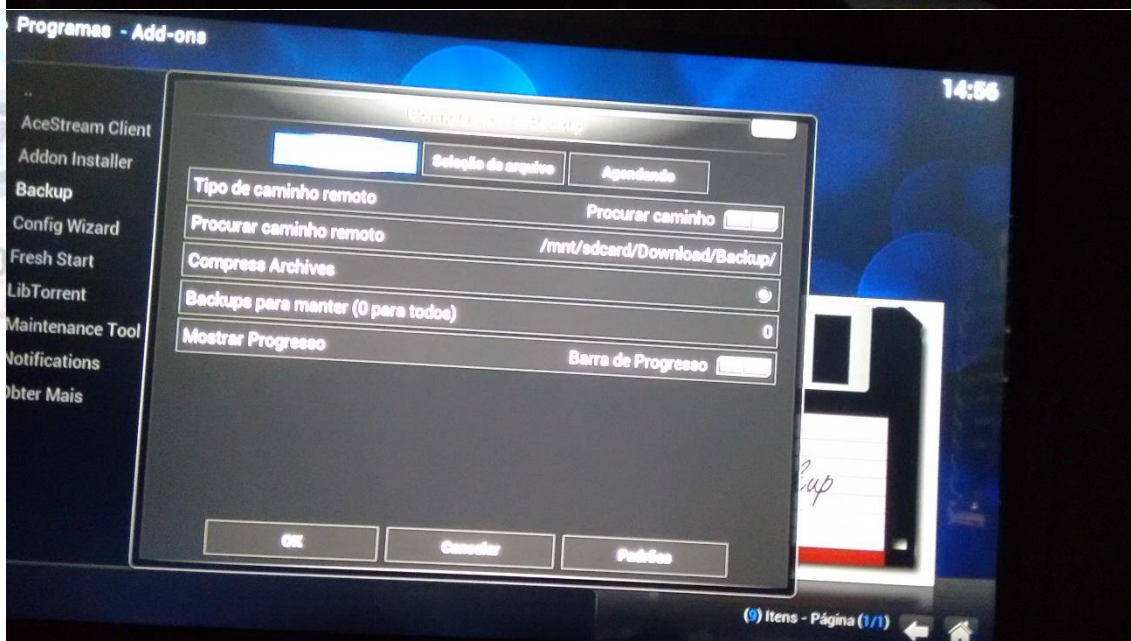 Programas - Add-ons
14:56
..
AceStream Client
Addon Installer
Backup
Config Wizard
Fresh Start
LibTorrent
Maintenance Tool
Notifications
Obter Mais
Seleção de arquivo
Agendando
Tipo de caminho remoto
Procurar caminho
Procurar caminho remoto
/mnt/sdcard/Download/Backup/
Compress Archives
Backups para manter (0 para todos)
0
Mostrar Progresso
Barra de Progresso
OK
Cancelar
Padrões
(9) Itens - Página (1/1)